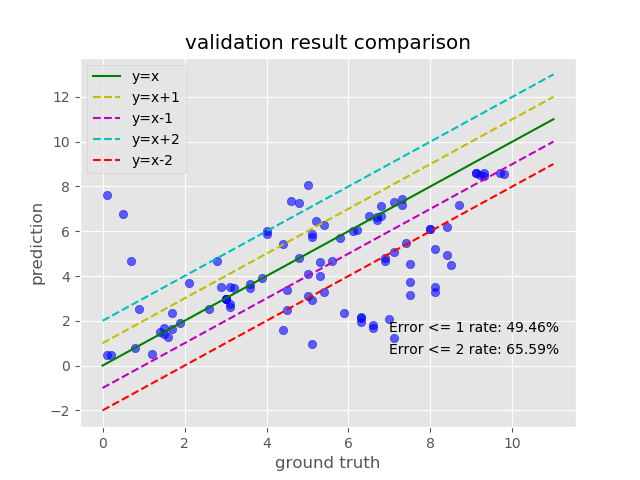 validation result comparison
y=x
y=x+1
y=x-1
y=x+2
y=x-2
12
10
8
6
4
2
0
−2
prediction
Error <= 1 rate: 49.46%
Error <= 2 rate: 65.59%
0 2 4 6 8 10
ground truth